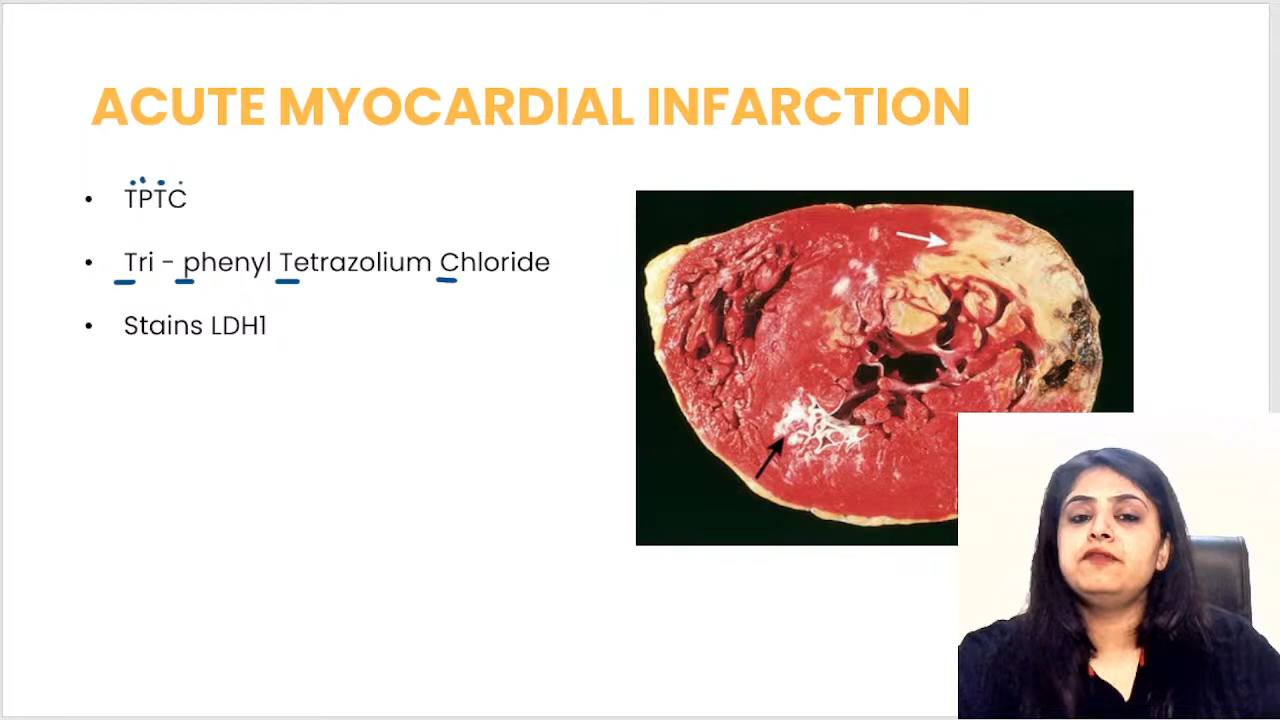 ACUTE MYOCARDIAL INFARCTION
• TPTC
• Tri - phenyl Tetrazolium Chloride
• Stains LDH1